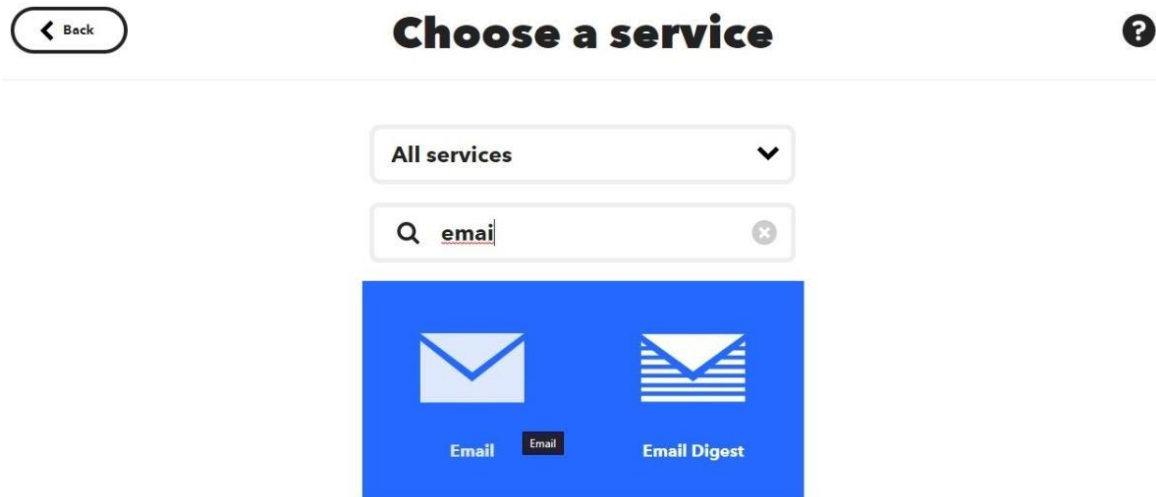 Back
Choose a service
?
All services
emai
Email
Email
Email Digest